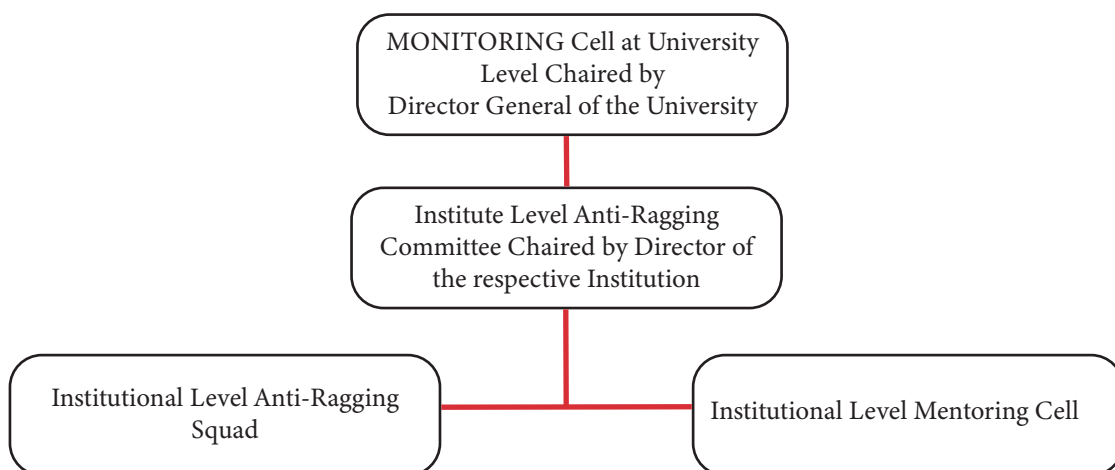 MONITORING Cell at University
Level Chaired by
Director General of the University
Institute Level Anti-Ragging
Committee Chaired by Director of
the respective Institution
Institutional Level Anti-Ragging
Squad
Institutional Level Mentoring Cell